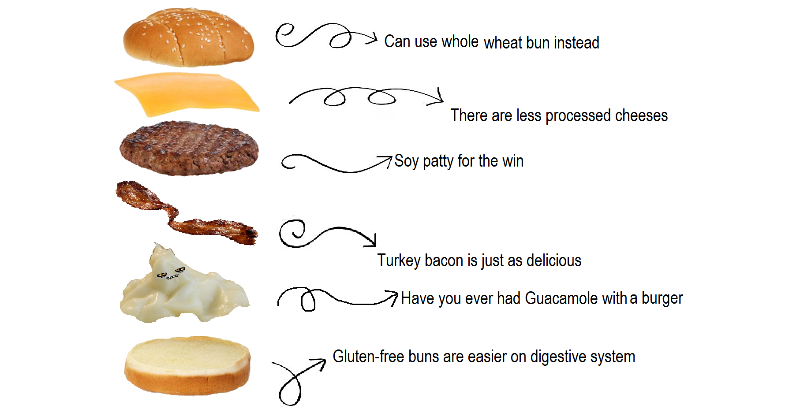 Can use whole wheat bun instead
There are less processed cheeses
Soy patty for the win
Turkey bacon is just as delicious
Have you ever had Guacamole with a burger
Gluten-free buns are easier on digestive system